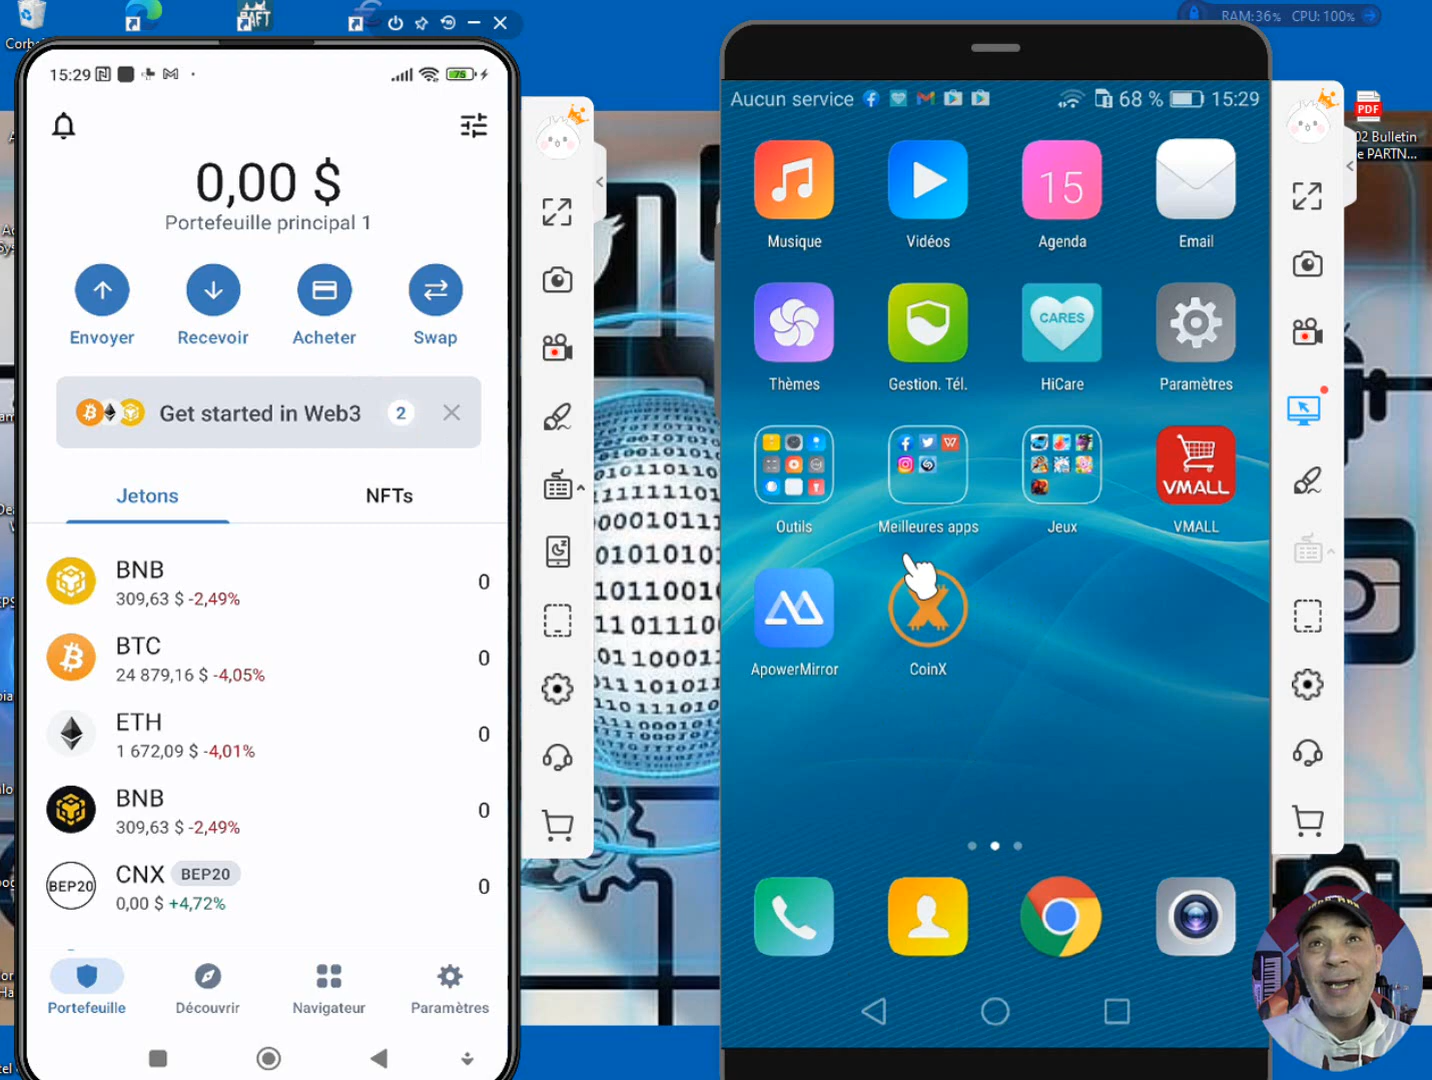 RAM:36% CPU:100%
15:29
75
0,00 $
Portefeuille principal 1
Envoyer
Recevoir
Acheter
Swap
Get started in Web3
2
Jetons
NFTs
BNB
309,63 $ -2,49%
0
BTC
24 879,16 $ -4,05%
0
ETH
1 672,09 $ -4,01%
0
BNB
309,63 $ -2,49%
0
BEP20
CNX BEP20
0,00 $ +4,72%
0
Portefeuille
Découvrir
Navigateur
Paramètres
Aucun service
68 %
15:29
15
Musique
Vidéos
Agenda
Email
CARES
Thèmes
Gestion. Tél.
HiCare
Paramètres
VMALL
Outils
Meilleures apps
Jeux
VMALL
ApowerMirror
CoinX
PDF
02 Bulletin
e PARTN...